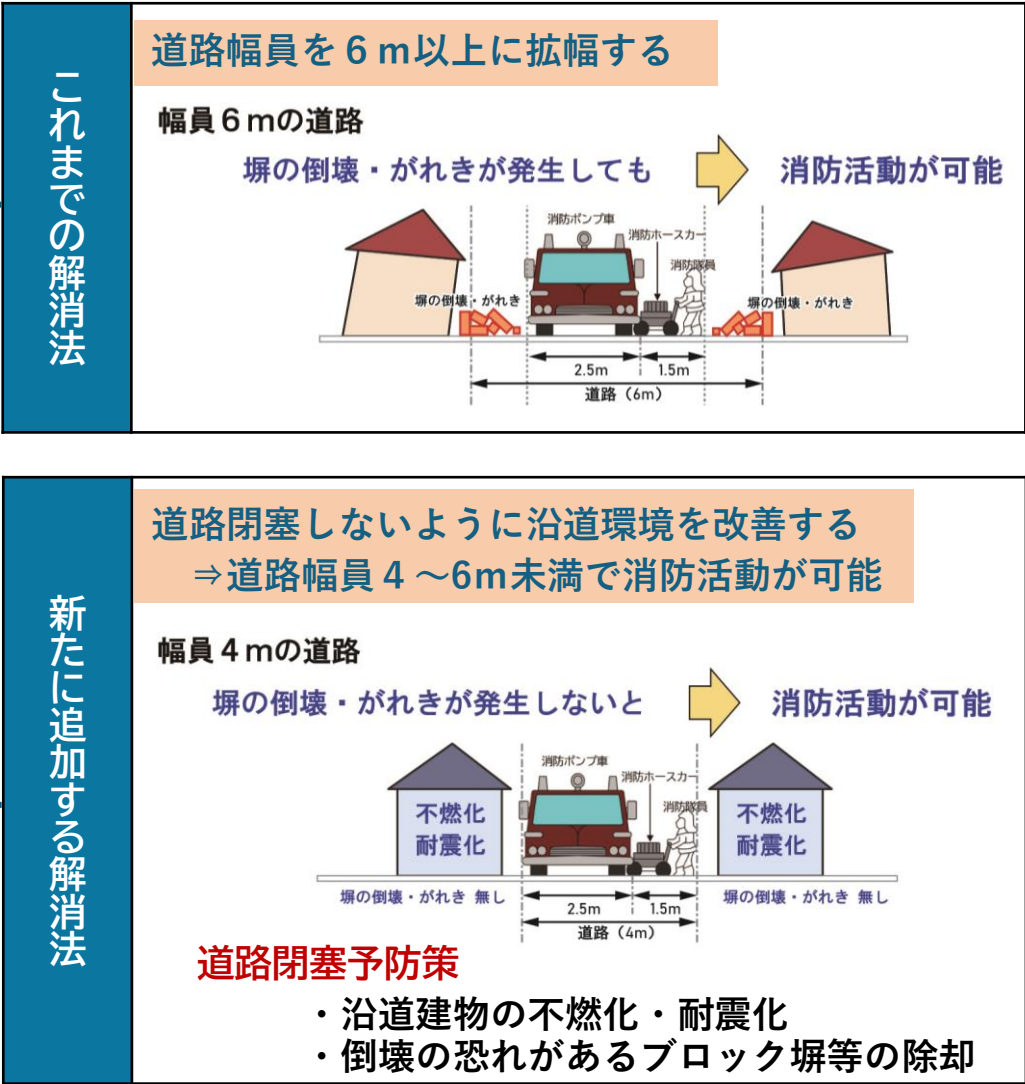 これまでの解消法
道路幅員を６ｍ以上に拡幅する
幅員６ｍの道路
塀の倒壊・がれきが発生しても
消防活動が可能
消防ポンプ車
消防ホースカー
消防隊員
塀の倒壊・がれき
塀の倒壊・がれき
2.5m
1.5m
道路（6m）
新たに追加する解消法
道路閉塞しないように沿道環境を改善する
⇒道路幅員４～6m未満で消防活動が可能
幅員４ｍの道路
塀の倒壊・がれきが発生しないと
消防活動が可能
消防ポンプ車
消防ホースカー
消防隊員
不燃化
耐震化
不燃化
耐震化
塀の倒壊・がれき 無し
塀の倒壊・がれき 無し
2.5m
1.5m
道路（4m）
道路閉塞予防策
・沿道建物の不燃化・耐震化
・倒壊の恐れがあるブロック塀等の除却